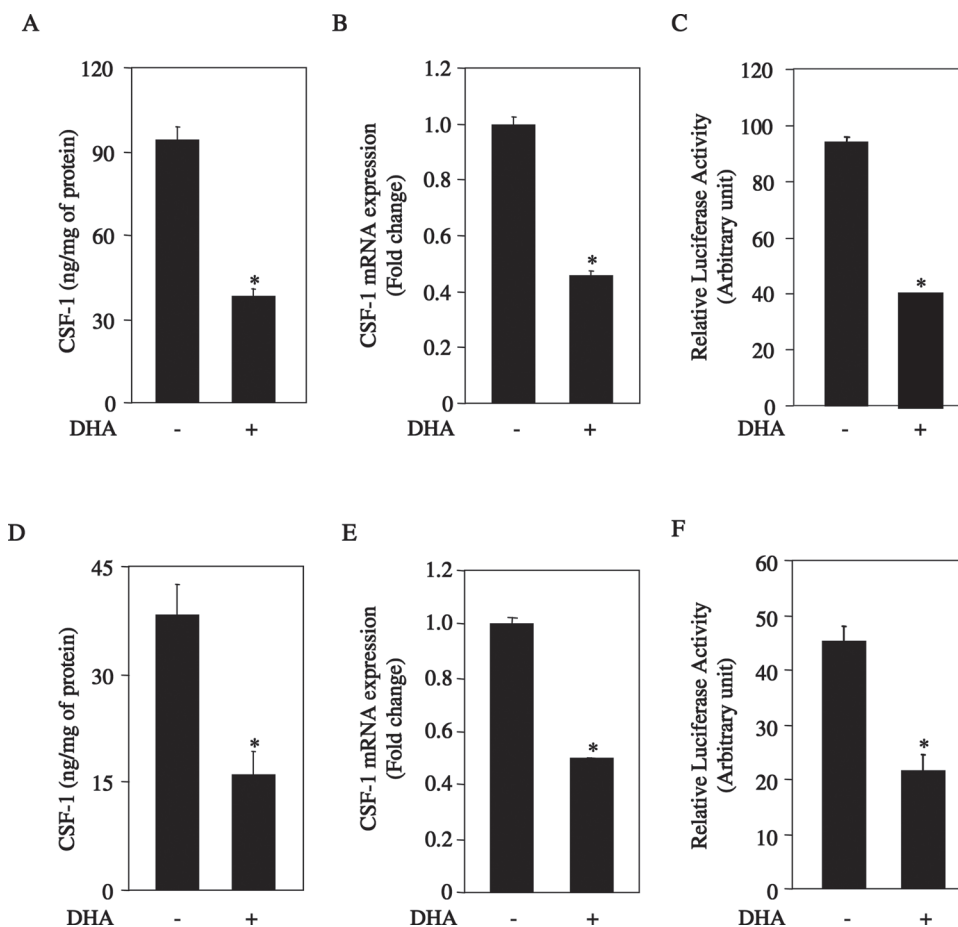 A
CSF-1 (ng/mg of protein)
120
90
60
30
0
*
DHA - +
B
CSF-1 mRNA expression
(Fold change)
1.2
1.0
0.8
0.6
0.4
0.2
0
*
DHA - +
C
Relative Luciferase Activity
(Arbitrary unit)
120
100
80
60
40
20
0
*
DHA - +
D
CSF-1 (ng/mg of protein)
45
30
15
0
*
DHA - +
E
CSF-1 mRNA expression
(Fold change)
1.2
1.0
0.8
0.6
0.4
0.2
0
*
DHA - +
F
Relative Luciferase Activity
(Arbitrary unit)
60
50
40
30
20
10
0
*
DHA - +